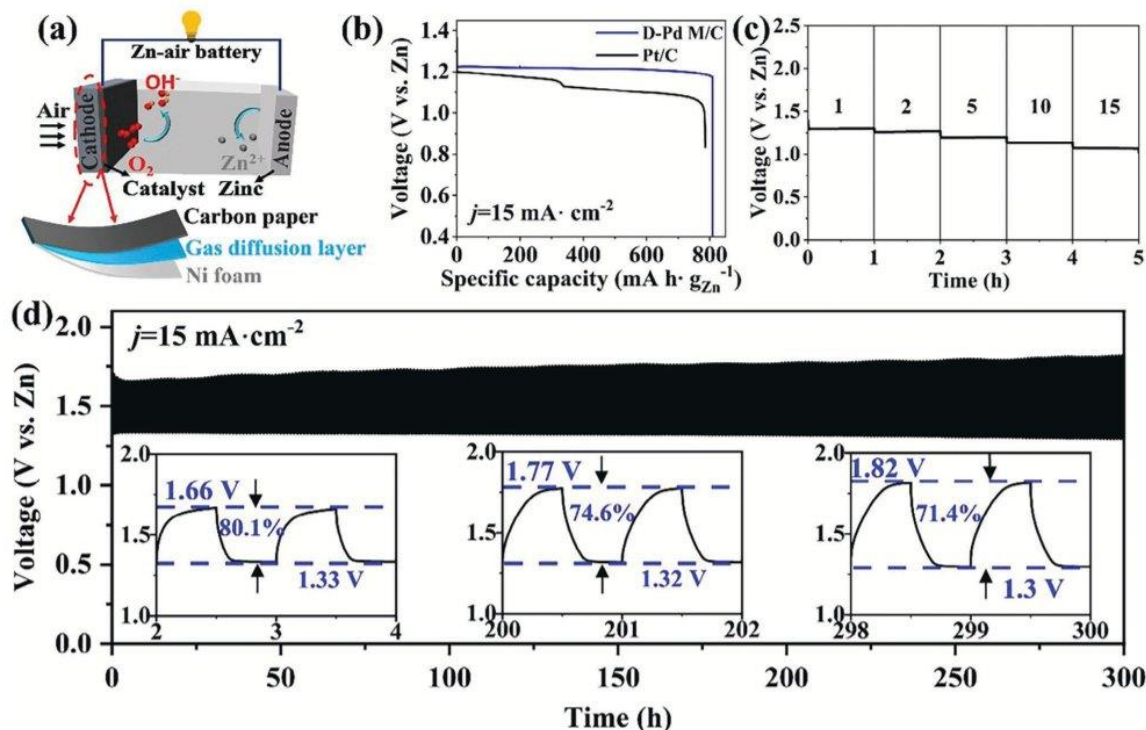 (a)
Zn-air battery
OH-
Air
Cathode
O2
Zn2+
Anode
Catalyst Zinc
Carbon paper
Gas diffusion layer
Ni foam
(b)
D-Pd M/C
Pt/C
1.4
1.2
1.0
0.8
0.6
0.4
Voltage (V vs. Zn)
j=15 mA· cm-2
0 200 400 600 800
Specific capacity (mA h· gZn-1)
(c)
2.5
2.0
1.5
1.0
0.5
0.0
Voltage (V vs. Zn)
1 2 5 10 15
0 1 2 3 4 5
Time (h)
(d)
j=15 mA·cm-2
2.0
1.5
1.0
0.5
0.0
Voltage (V vs. Zn)
2.0
1.5
1.0
1.66 V
80.1%
1.33 V
2 3 4
2.0
1.5
1.0
1.77 V
74.6%
1.32 V
200 201 202
2.0
1.5
1.0
1.82 V
71.4%
1.3 V
298 299 300
0 50 100 150 200 250 300
Time (h)